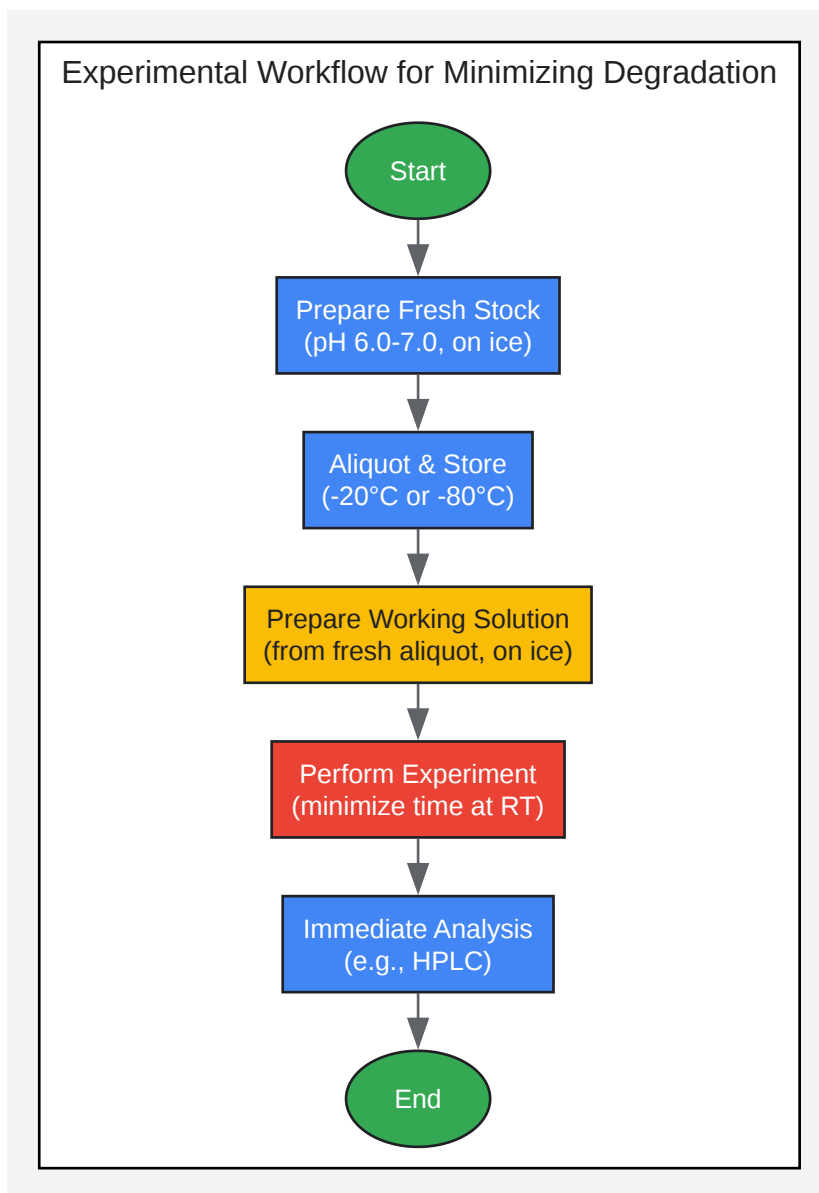 Experimental Workflow for Minimizing Degradation
Start
Prepare Fresh Stock
(pH 6.0-7.0, on ice)
Aliquot & Store
(-20°C or -80°C)
Prepare Working Solution
(from fresh aliquot, on ice)
Perform Experiment
(minimize time at RT)
Immediate Analysis
(e.g., HPLC)
End